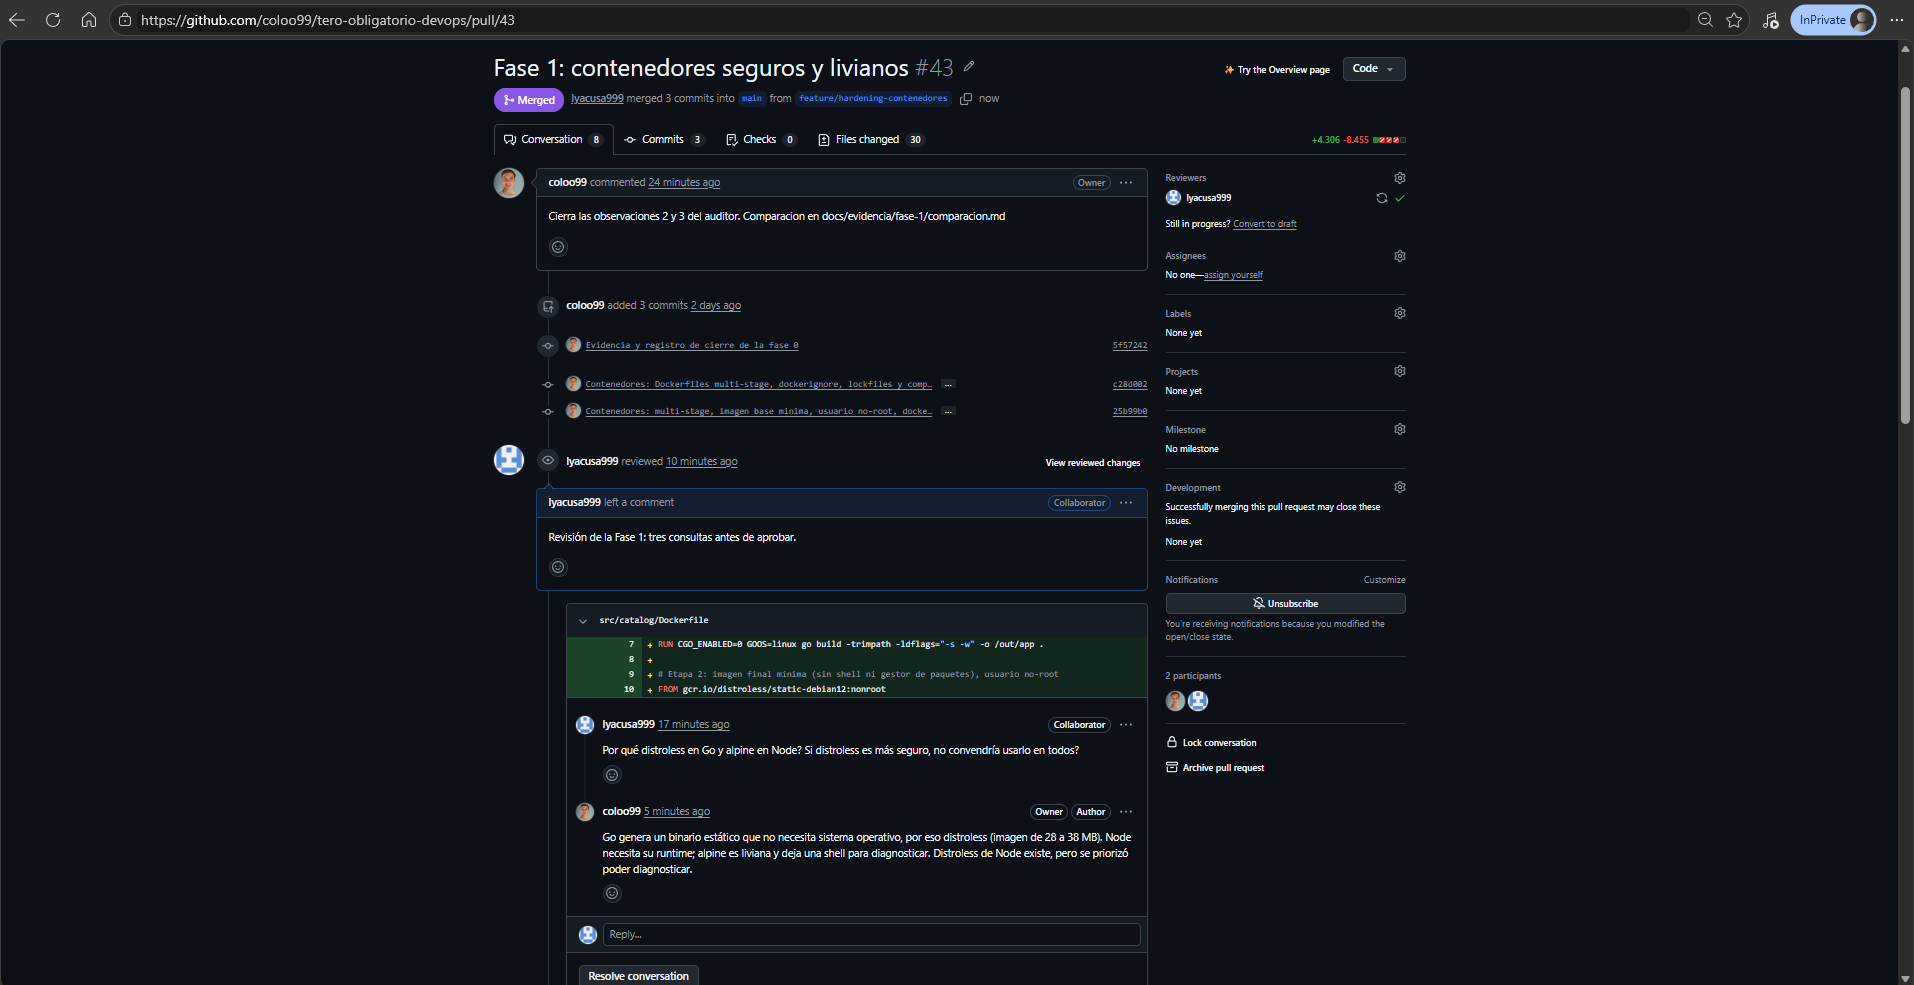 https://github.com/coloo99/tero-obligatorio-devops/pull/43
InPrivate
Fase 1: contenedores seguros y livianos #43
Try the Overview page
Code
Merged
lyacusa999 merged 3 commits into main from feature/hardening-contenedores now
Conversation 8
Commits 3
Checks 0
Files changed 30
+4.306 -8.455
coloo99 commented 24 minutes ago
Owner
Cierra las observaciones 2 y 3 del auditor. Comparacion en docs/evidencia/fase-1/comparacion.md
coloo99 added 3 commits 2 days ago
Evidencia y registro de cierre de la fase 0
5f57242
Contenedores: Dockerfiles multi-stage, dockerignore, lockfiles y comp…
c28d002
Contenedores: multi-stage, imagen base minima, usuario no-root, docke…
25b99b0
lyacusa999 reviewed 10 minutes ago
View reviewed changes
lyacusa999 left a comment
Collaborator
Revisión de la Fase 1: tres consultas antes de aprobar.
src/catalog/Dockerfile
7 + RUN CGO_ENABLED=0 GOOS=linux go build -trimpath -ldflags="-s -w" -o /out/app .
8 +
9 + # Etapa 2: imagen final mínima (sin shell ni gestor de paquetes), usuario no-root
10 + FROM gcr.io/distroless/static-debian12:nonroot
lyacusa999 17 minutes ago
Collaborator
Por qué distroless en Go y alpine en Node? Si distroless es más seguro, no convendría usarlo en todos?
coloo99 5 minutes ago
Owner
Author
Go genera un binario estático que no necesita sistema operativo, por eso distroless (imagen de 28 a 38 MB). Node
necesita su runtime; alpine es liviana y deja una shell para diagnosticar. Distroless de Node existe, pero se priorizó
poder diagnosticar.
Reply...
Resolve conversation
Reviewers
lyacusa999
Still in progress? Convert to draft
Assignees
No one—assign yourself
Labels
None yet
Projects
None yet
Milestone
No milestone
Development
Successfully merging this pull request may close these
issues.
None yet
Notifications
Customize
Unsubscribe
You're receiving notifications because you modified the
open/close state.
2 participants
Lock conversation
Archive pull request